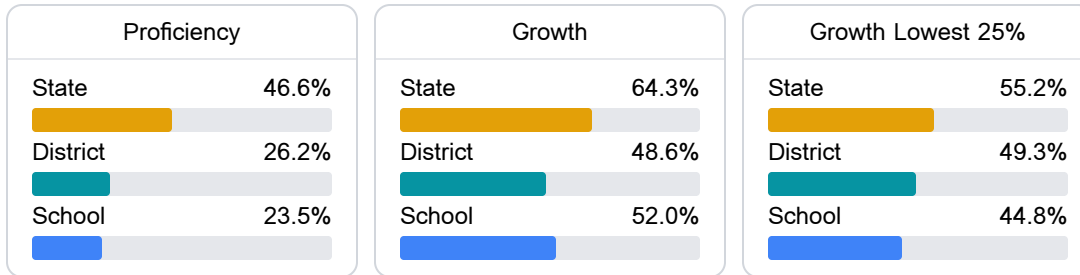 Proficiency
State 46.6%
District 26.2%
School 23.5%
Growth
State 64.3%
District 48.6%
School 52.0%
Growth Lowest 25%
State 55.2%
District 49.3%
School 44.8%